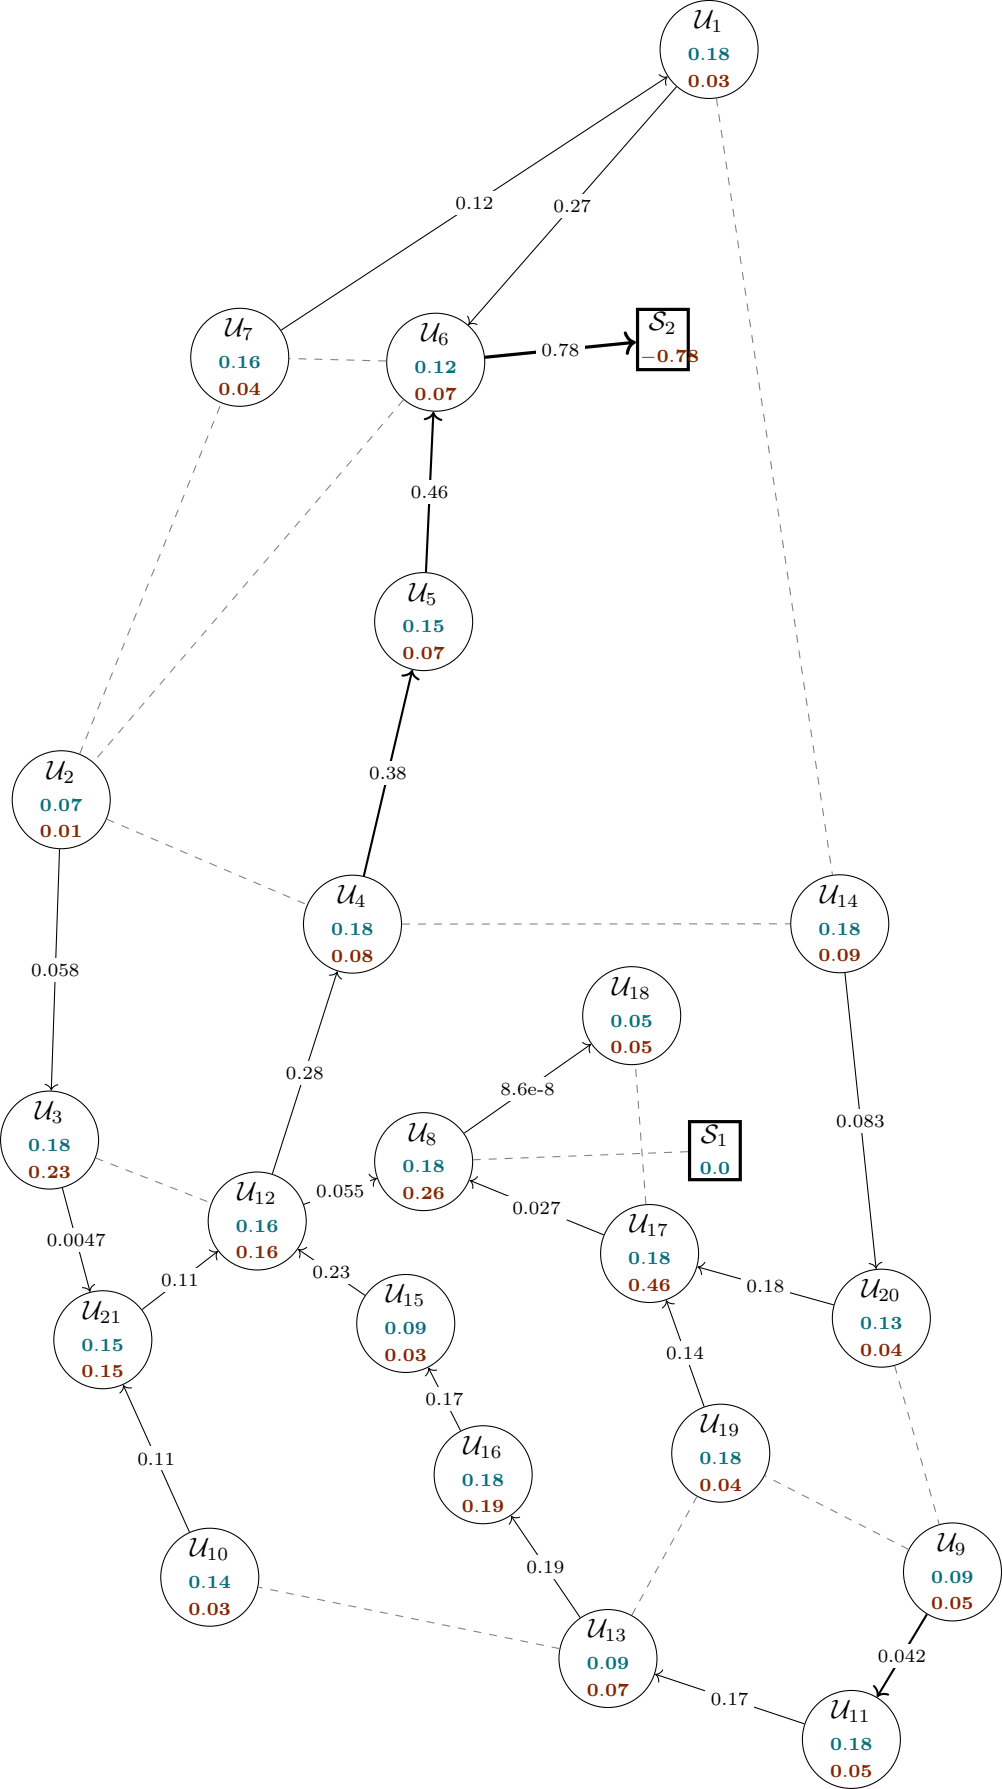 𝒰₁
0.18
0.03
0.12
0.27
𝒰₇
0.16
0.04
𝒰₆
0.12
0.07
0.78
𝒮₂
−0.78
0.46
𝒰₅
0.15
0.07
0.38
𝒰₂
0.07
0.01
𝒰₄
0.18
0.08
𝒰₁₄
0.18
0.09
0.058
𝒰₁₈
0.05
0.05
0.28
8.6e-8
0.083
𝒰₃
0.18
0.23
𝒰₈
0.18
0.26
𝒮₁
0.0
𝒰₁₂
0.16
0.16
0.055
0.027
𝒰₁₇
0.18
0.46
0.0047
0.11
0.23
0.18
𝒰₂₀
0.13
0.04
𝒰₂₁
0.15
0.15
𝒰₁₅
0.09
0.03
0.14
0.17
𝒰₁₉
0.18
0.04
0.11
𝒰₁₆
0.18
0.19
𝒰₁₀
0.14
0.03
0.19
𝒰₉
0.09
0.05
𝒰₁₃
0.09
0.07
0.042
0.17
𝒰₁₁
0.18
0.05